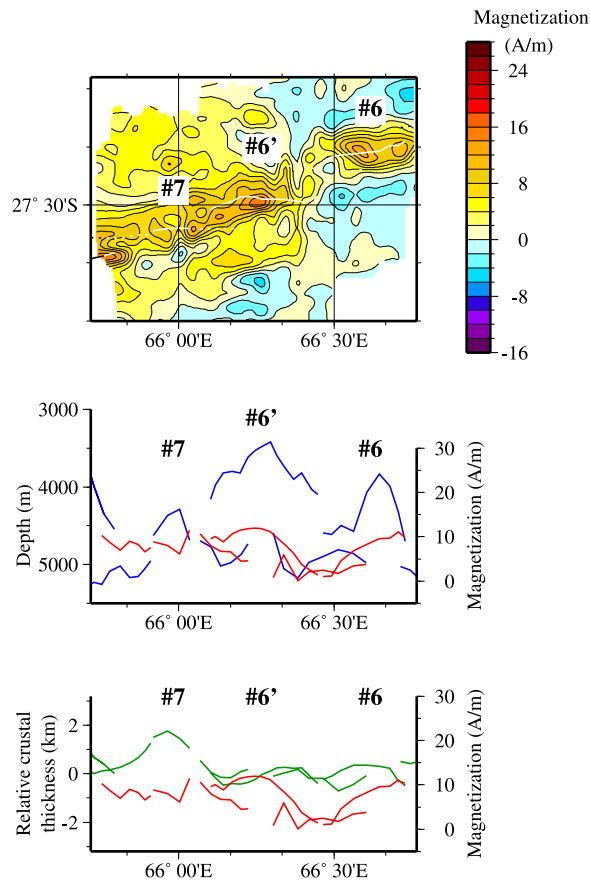 Magnetization
(A/m)
24
16
8
0
-8
-16
#6
#6’
#7
27° 30'S
66° 00'E
66° 30'E
3000
4000
5000
Depth (m)
#7
#6’
#6
30
20
10
0
Magnetization (A/m)
66° 00'E
66° 30'E
2
0
-2
Relative crustal
thickness (km)
#7
#6’
#6
30
20
10
0
Magnetization (A/m)
66° 00'E
66° 30'E